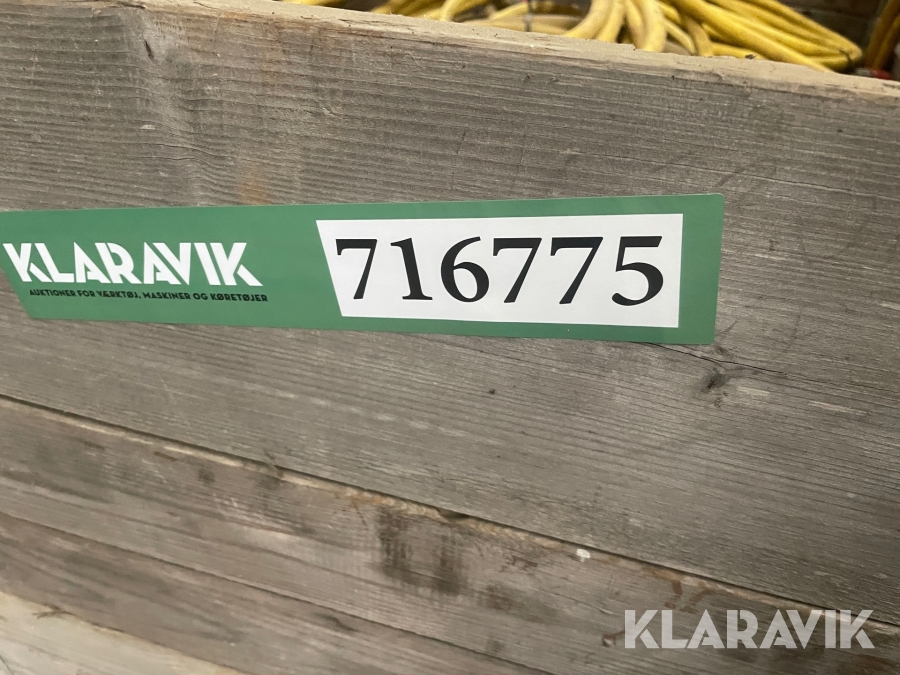 KLARAVIK
716775
AUKTIONER FOR VÆRKTØJ, MASKINER OG KØRETØJER
KLARAVIK